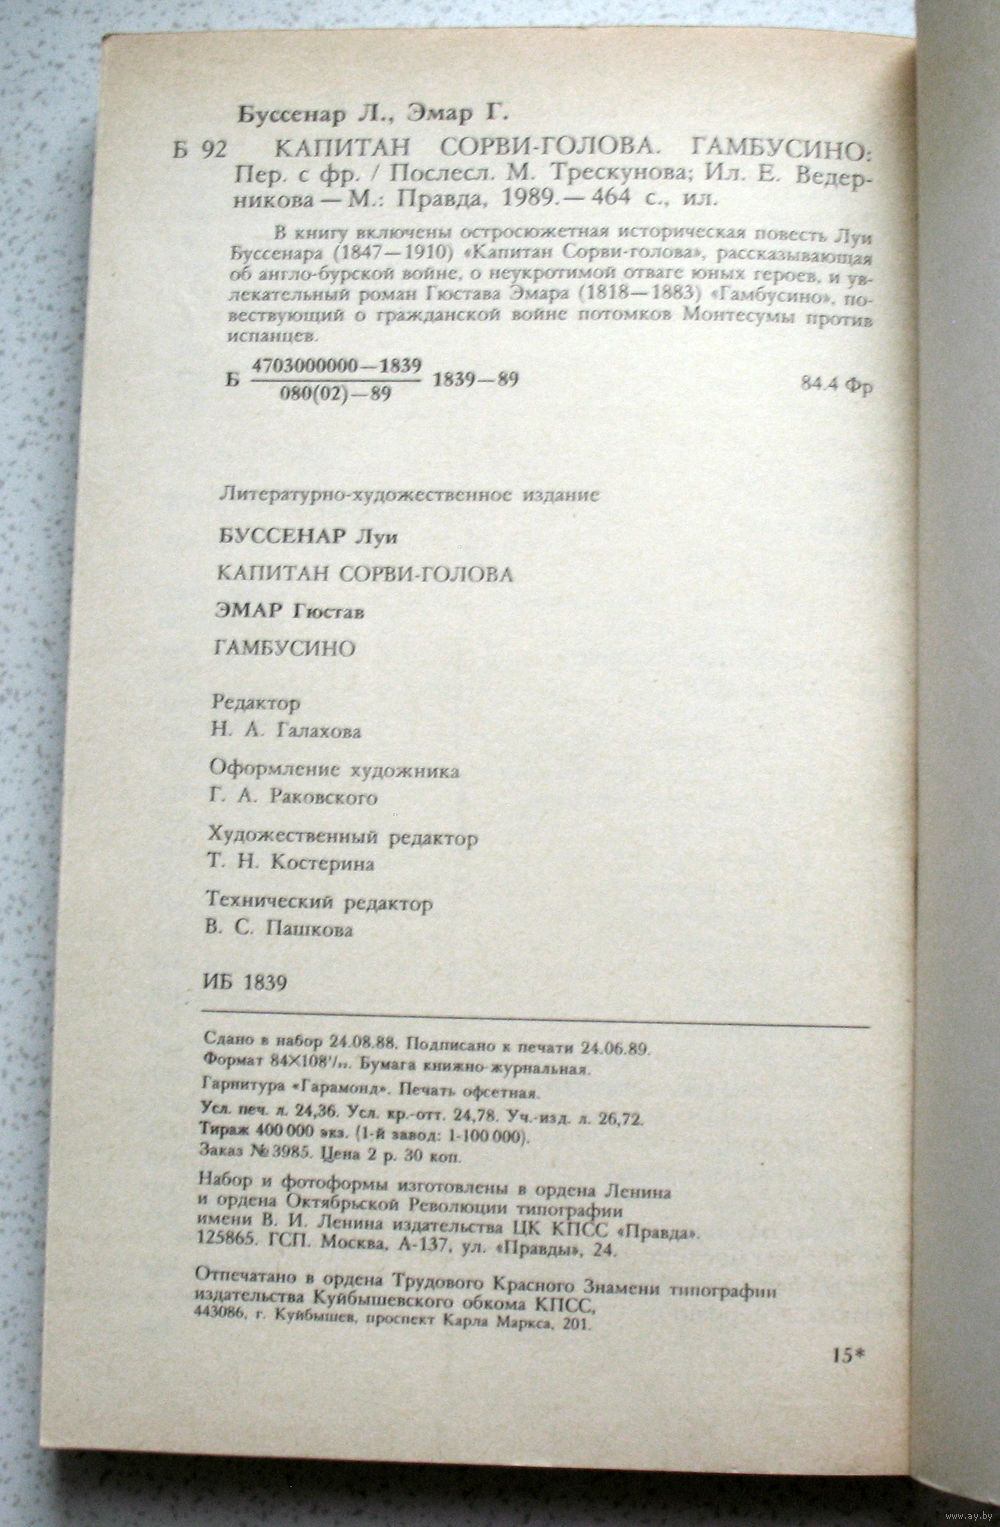 Буссенар Л., Эмар Г.
Б 92 КАПИТАН СОРВИ-ГОЛОВА. ГАМБУСИНО:
Пер. с фр. / Послесл. М. Трескунова; Ил. Е. Ведер-
никова — М.: Правда, 1989.— 464 с., ил.
В книгу включены остросюжетная историческая повесть Луи
Буссенара (1847—1910) «Капитан Сорви-голова», рассказывающая
об англо-бурской войне, о неукротимой отваге юных героев, и ув-
лекательный роман Гюстава Эмара (1818—1883) «Гамбусино», по-
вествующий о гражданской войне потомков Монтесумы против
испанцев.
Б 4703000000—1839
080(02)—89 1839—89 84.4 Фр
Литературно-художественное издание
БУССЕНАР Луи
КАПИТАН СОРВИ-ГОЛОВА
ЭМАР Гюстав
ГАМБУСИНО
Редактор
Н. А. Галахова
Оформление художника
Г. А. Раковского
Художественный редактор
Т. Н. Костерина
Технический редактор
В. С. Пашкова
ИБ 1839
Сдано в набор 24.08.88. Подписано к печати 24.06.89.
Формат 84×108¹/₃₂. Бумага книжно-журнальная.
Гарнитура «Гарамонд». Печать офсетная.
Усл. печ. л. 24,36. Усл. кр.-отт. 24,78. Уч.-изд. л. 26,72.
Тираж 400 000 экз. (1-й завод: 1-100 000).
Заказ № 3985. Цена 2 р. 30 коп.
Набор и фотоформы изготовлены в ордена Ленина
и ордена Октябрьской Революции типографии
имени В. И. Ленина издательства ЦК КПСС «Правда».
125865. ГСП. Москва, А-137, ул. «Правды», 24.
Отпечатано в ордена Трудового Красного Знамени типографии
издательства Куйбышевского обкома КПСС,
443086, г. Куйбышев, проспект Карла Маркса, 201.
15*
www.ay.by